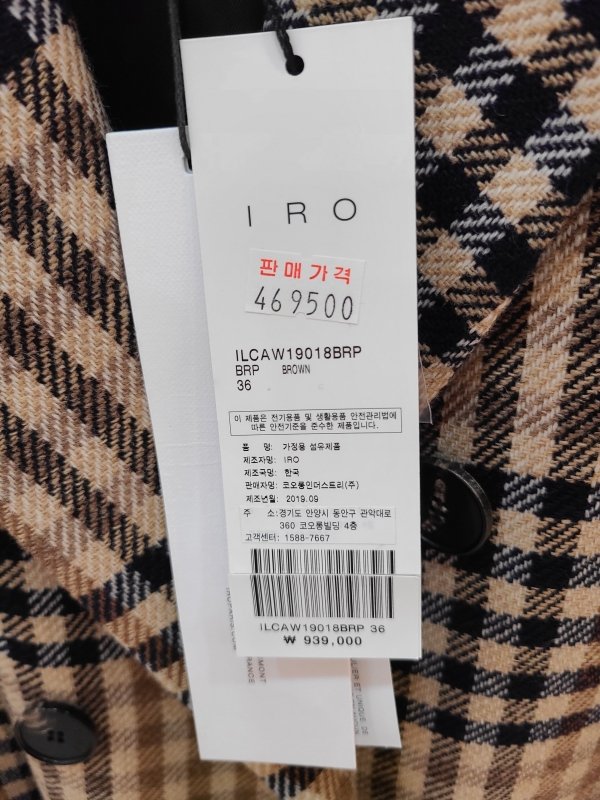 IRO
판매가격
469500
ILCAW19018BRP
BRP BROWN
36
이 제품은 전기용품 및 생활용품 안전관리법에
따른 안전기준을 준수한 제품입니다.
품 명: 가정용 섬유제품
제조자명: IRO
제조국명: 한국
판매자명: 코오롱인더스트리(주)
제조년월: 2019.09
주 소:경기도 안양시 동안구 관악대로
360 코오롱빌딩 4층
고객센터: 1588-7667
ILCAW19018BRP 36
₩ 939,000
ET UNIQUE DE